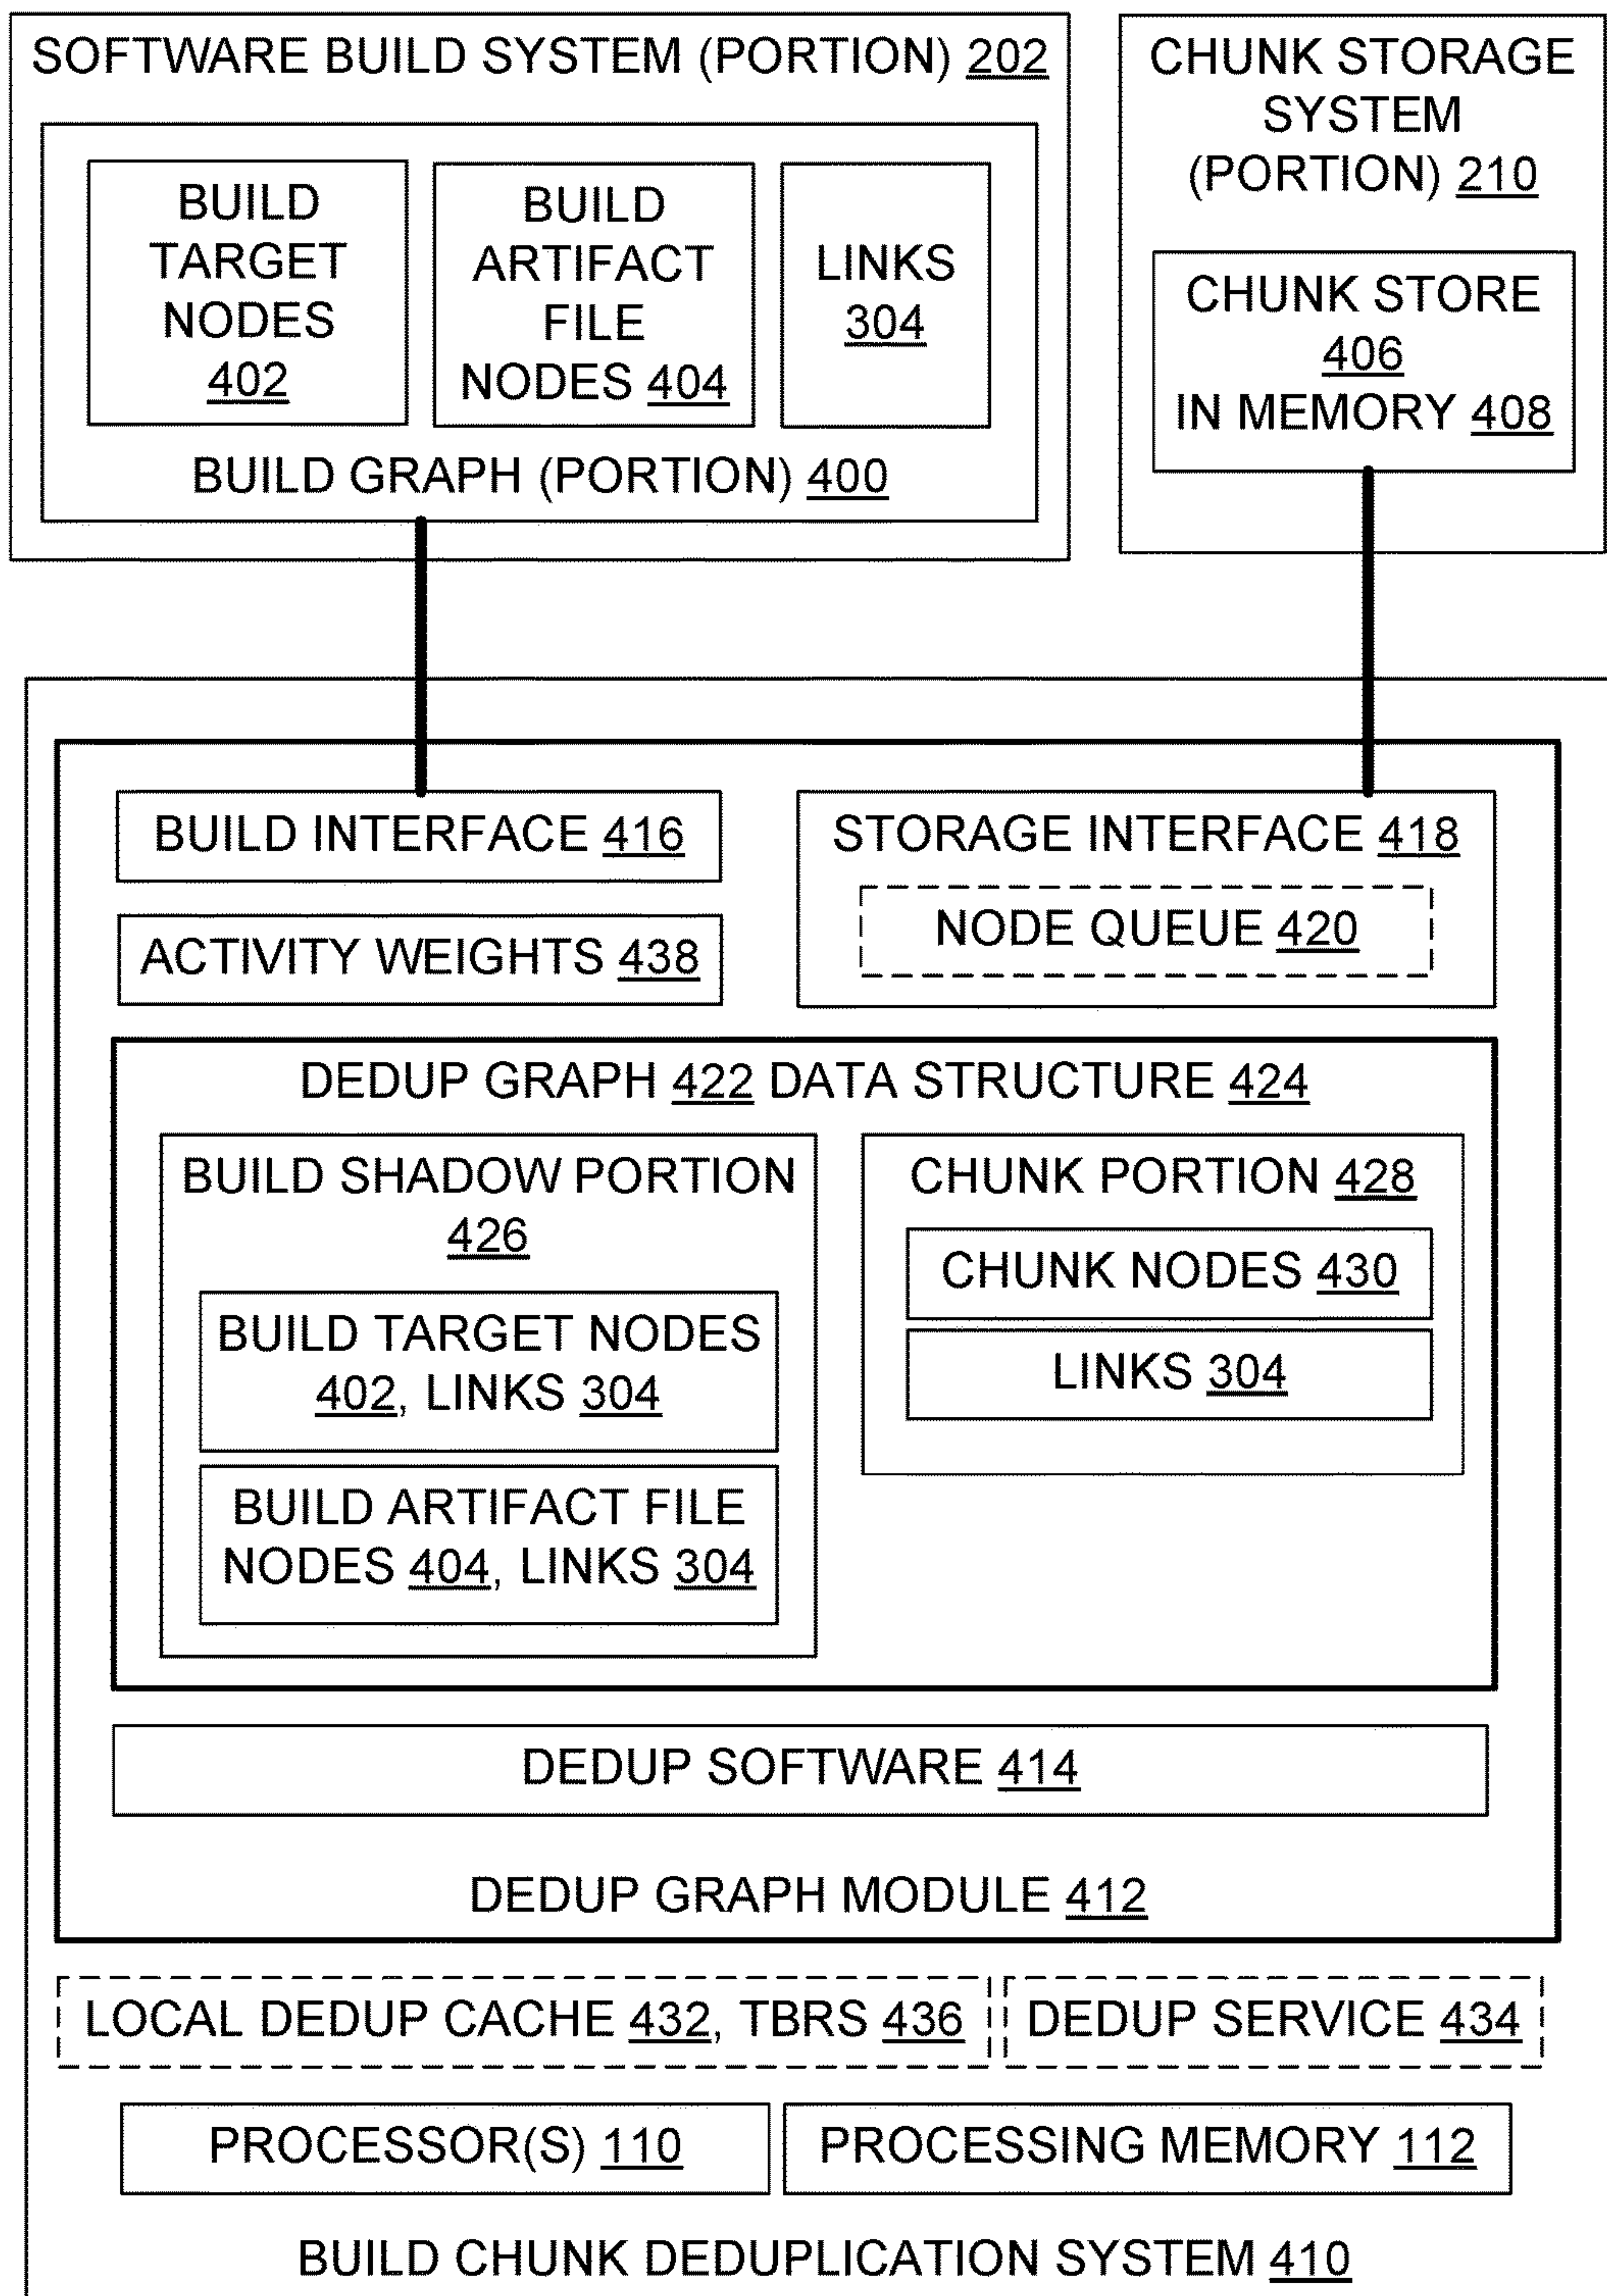 SOFTWARE BUILD SYSTEM (PORTION) 202
BUILD
TARGET
NODES
402
BUILD
ARTIFACT
FILE
NODES 404
LINKS
304
BUILD GRAPH (PORTION) 400
CHUNK STORAGE
SYSTEM
(PORTION) 210
CHUNK STORE
406
IN MEMORY 408
BUILD INTERFACE 416
ACTIVITY WEIGHTS 438
STORAGE INTERFACE 418
NODE QUEUE 420
DEDUP GRAPH 422 DATA STRUCTURE 424
BUILD SHADOW PORTION
426
BUILD TARGET NODES
402, LINKS 304
BUILD ARTIFACT FILE
NODES 404, LINKS 304
CHUNK PORTION 428
CHUNK NODES 430
LINKS 304
DEDUP SOFTWARE 414
DEDUP GRAPH MODULE 412
LOCAL DEDUP CACHE 432, TBRS 436
DEDUP SERVICE 434
PROCESSOR(S) 110
PROCESSING MEMORY 112
BUILD CHUNK DEDUPLICATION SYSTEM 410